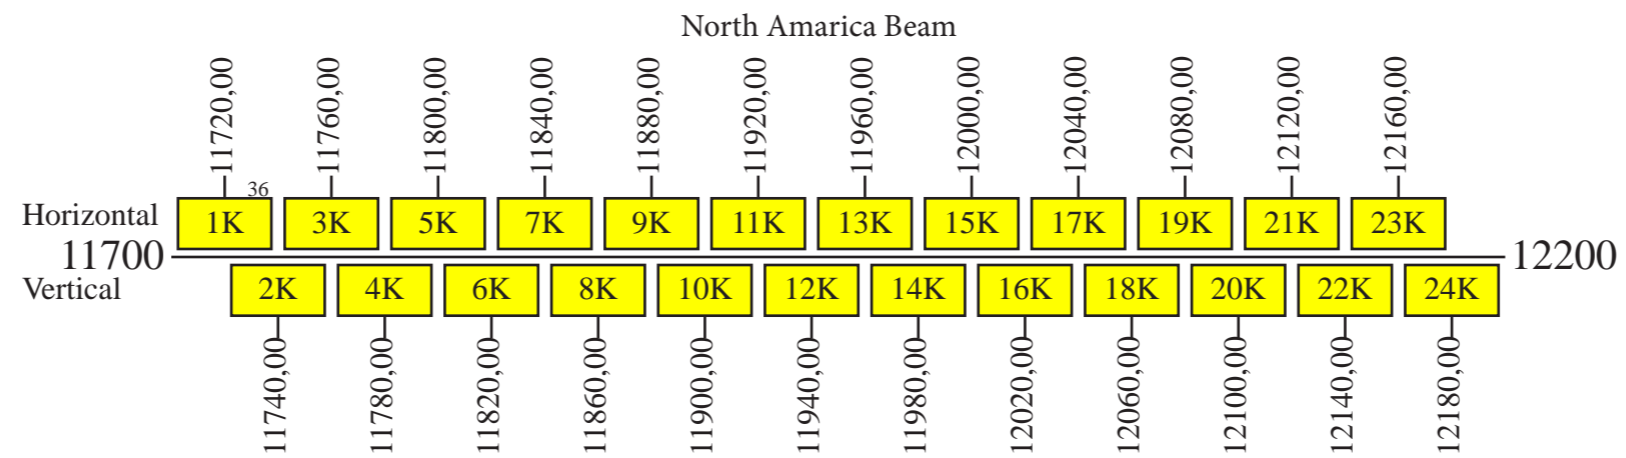 North Amarica Beam
11720,00 11760,00 11800,00 11840,00 11880,00 11920,00 11960,00 12000,00 12040,00 12080,00 12120,00 12160,00
36
Horizontal 1K 3K 5K 7K 9K 11K 13K 15K 17K 19K 21K 23K
11700 12200
Vertical 2K 4K 6K 8K 10K 12K 14K 16K 18K 20K 22K 24K
11740,00 11780,00 11820,00 11860,00 11900,00 11940,00 11980,00 12020,00 12060,00 12100,00 12140,00 12180,00